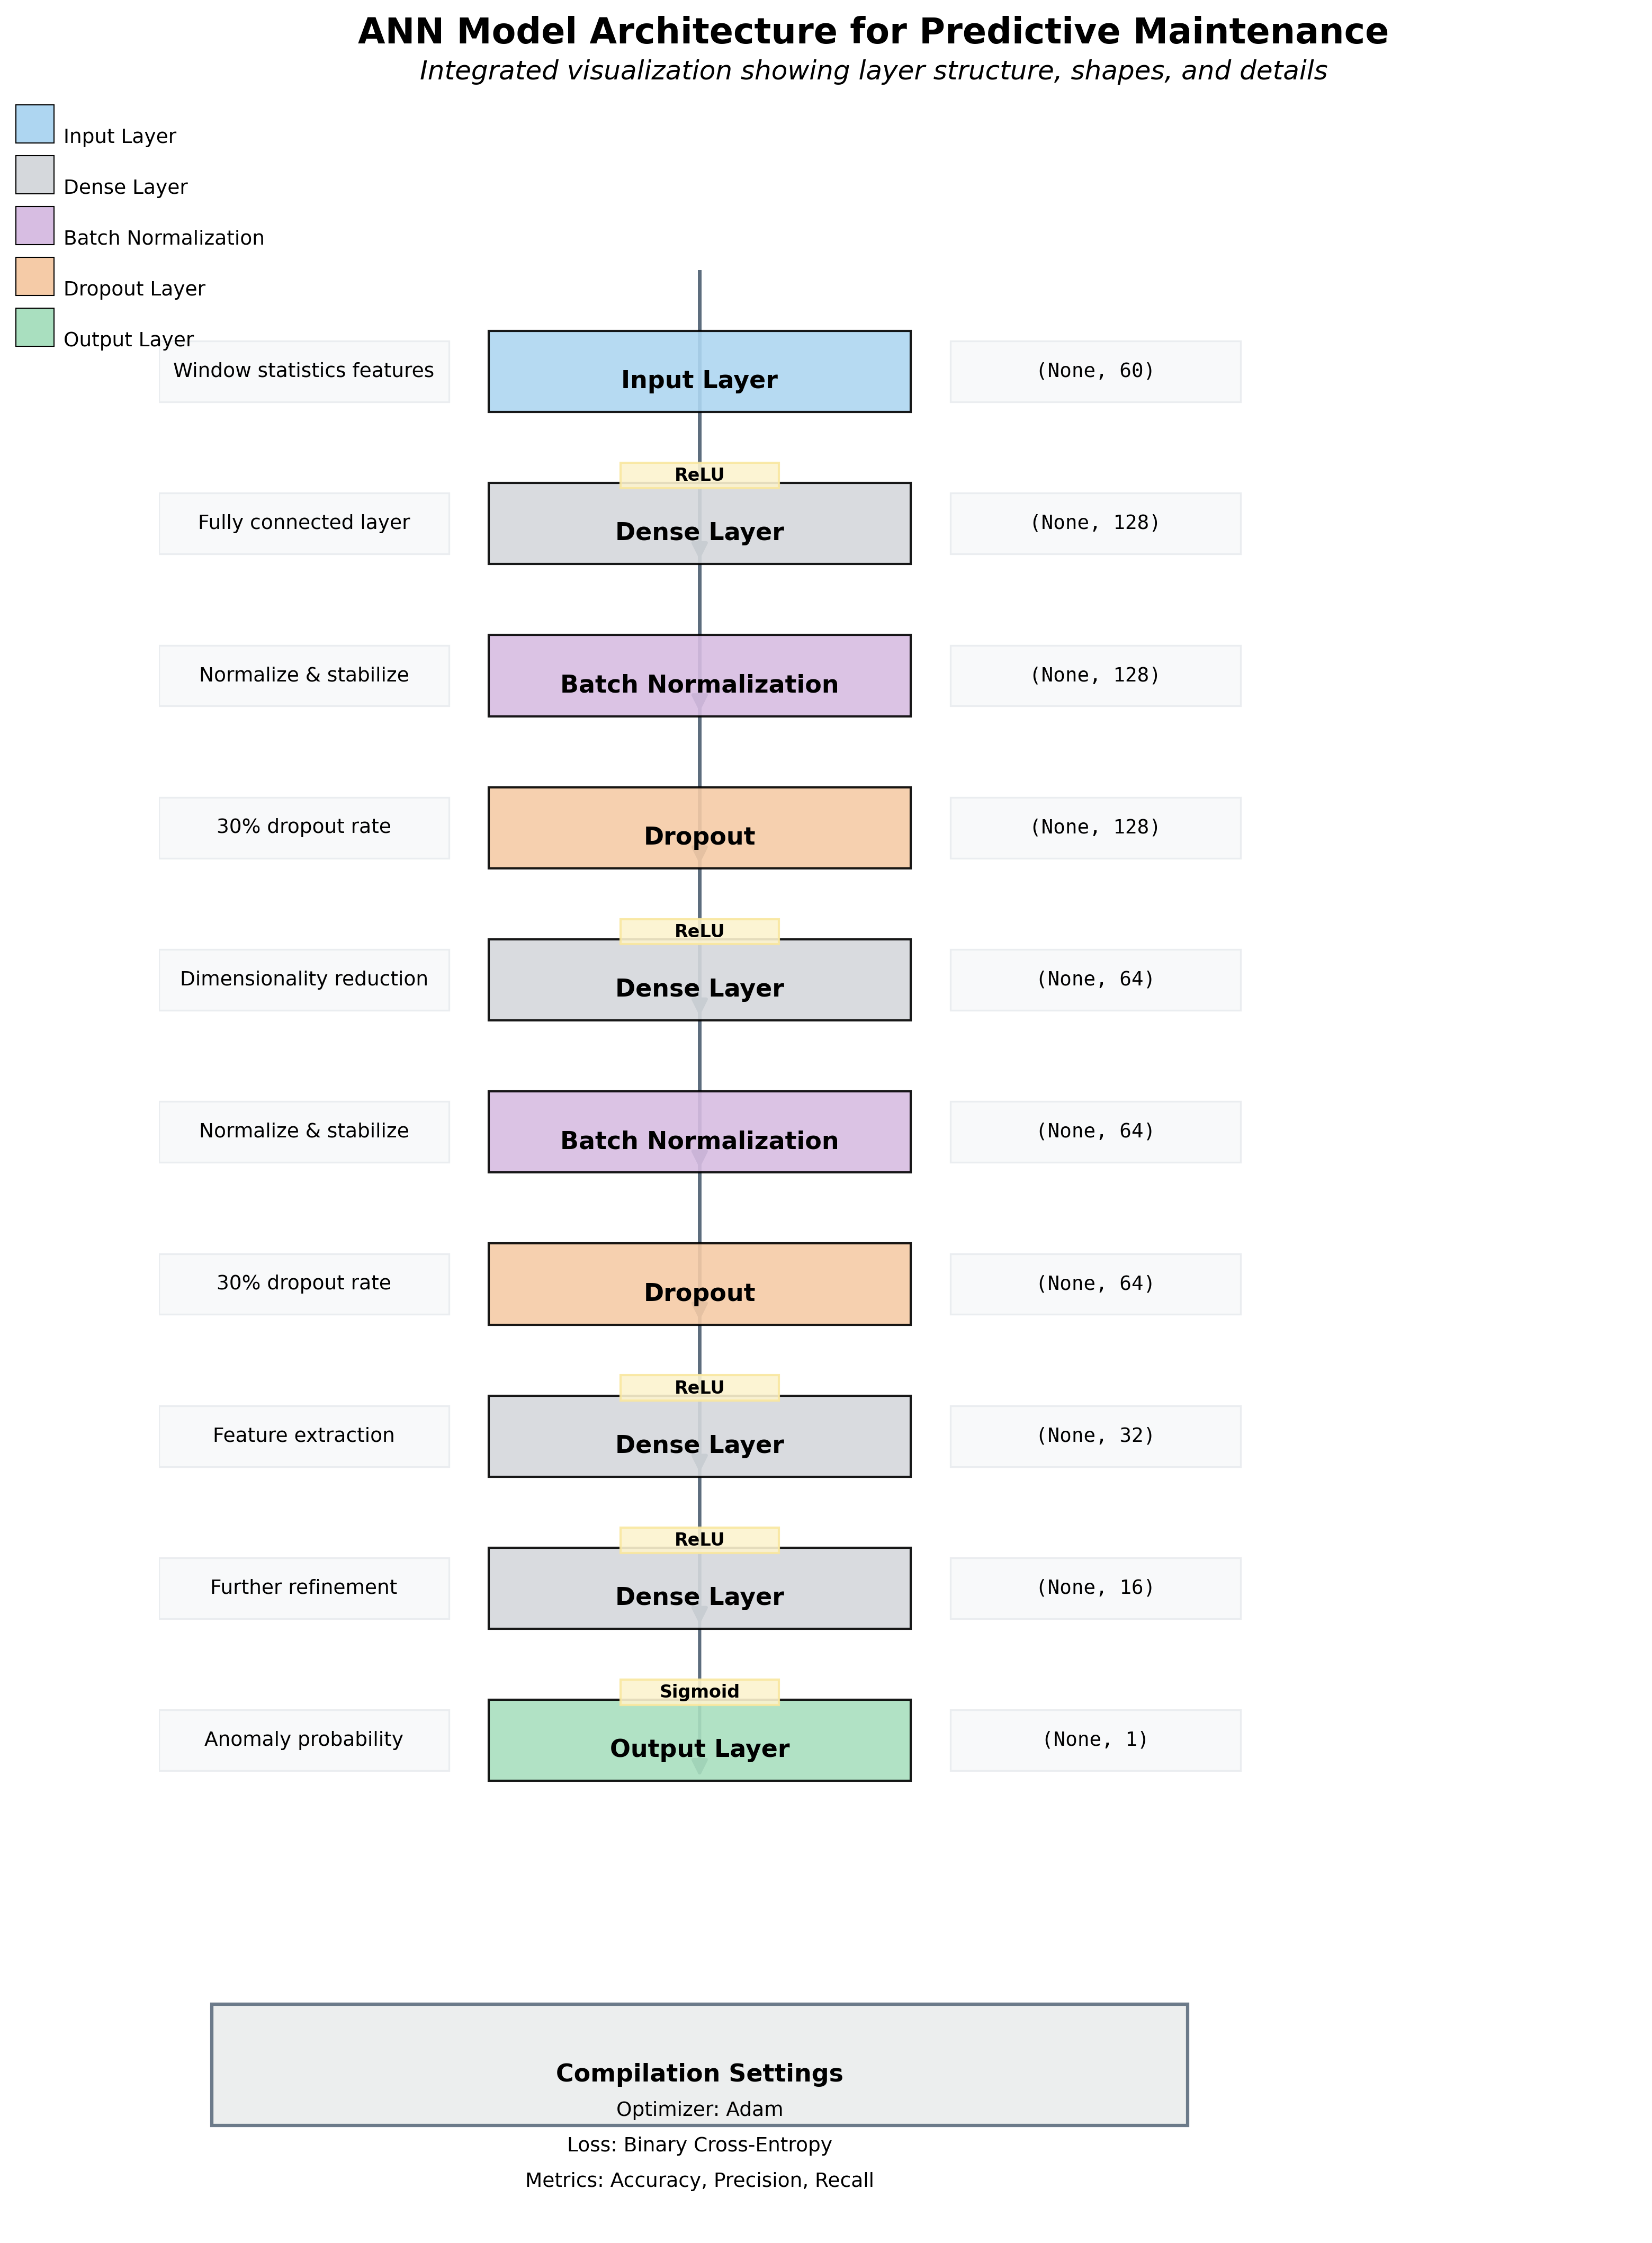 ANN Model Architecture for Predictive Maintenance
Integrated visualization showing layer structure, shapes, and details
Input Layer
Dense Layer
Batch Normalization
Dropout Layer
Output Layer
Window statistics features
Input Layer
(None, 60)
ReLU
Fully connected layer
Dense Layer
(None, 128)
Normalize & stabilize
Batch Normalization
(None, 128)
30% dropout rate
Dropout
(None, 128)
ReLU
Dimensionality reduction
Dense Layer
(None, 64)
Normalize & stabilize
Batch Normalization
(None, 64)
30% dropout rate
Dropout
(None, 64)
ReLU
Feature extraction
Dense Layer
(None, 32)
ReLU
Further refinement
Dense Layer
(None, 16)
Sigmoid
Anomaly probability
Output Layer
(None, 1)
Compilation Settings
Optimizer: Adam
Loss: Binary Cross-Entropy
Metrics: Accuracy, Precision, Recall